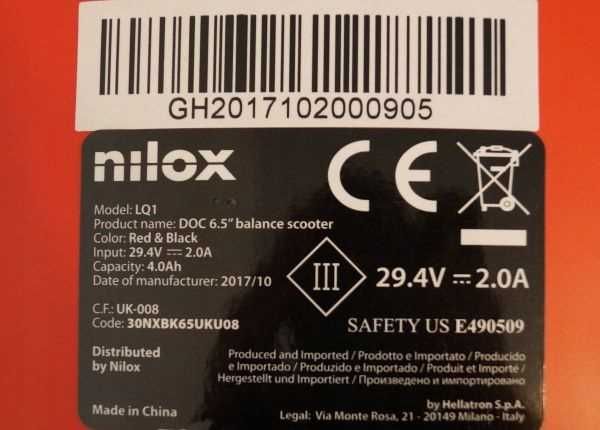 GH2017102000905
nilox
CE
Model: LQ1
Product name: DOC 6.5" balance scooter
Color: Red & Black
Input: 29.4V ⎓ 2.0A
Capacity: 4.0Ah
Date of manufacturer: 2017/10
III
29.4V ⎓ 2.0A
C.F.: UK-008
Code: 30NXBK65UKU08
SAFETY US E490509
Distributed
by Nilox
Produced and Imported / Prodotto e Importato / Producido
e Importado / Produzido e Importado / Produit et Importé /
Hergestellt und Importiert / Произведено и импортировано
Made in China
by Hellatron S.p.A.
Legal: Via Monte Rosa, 21 - 20149 Milano - Italy